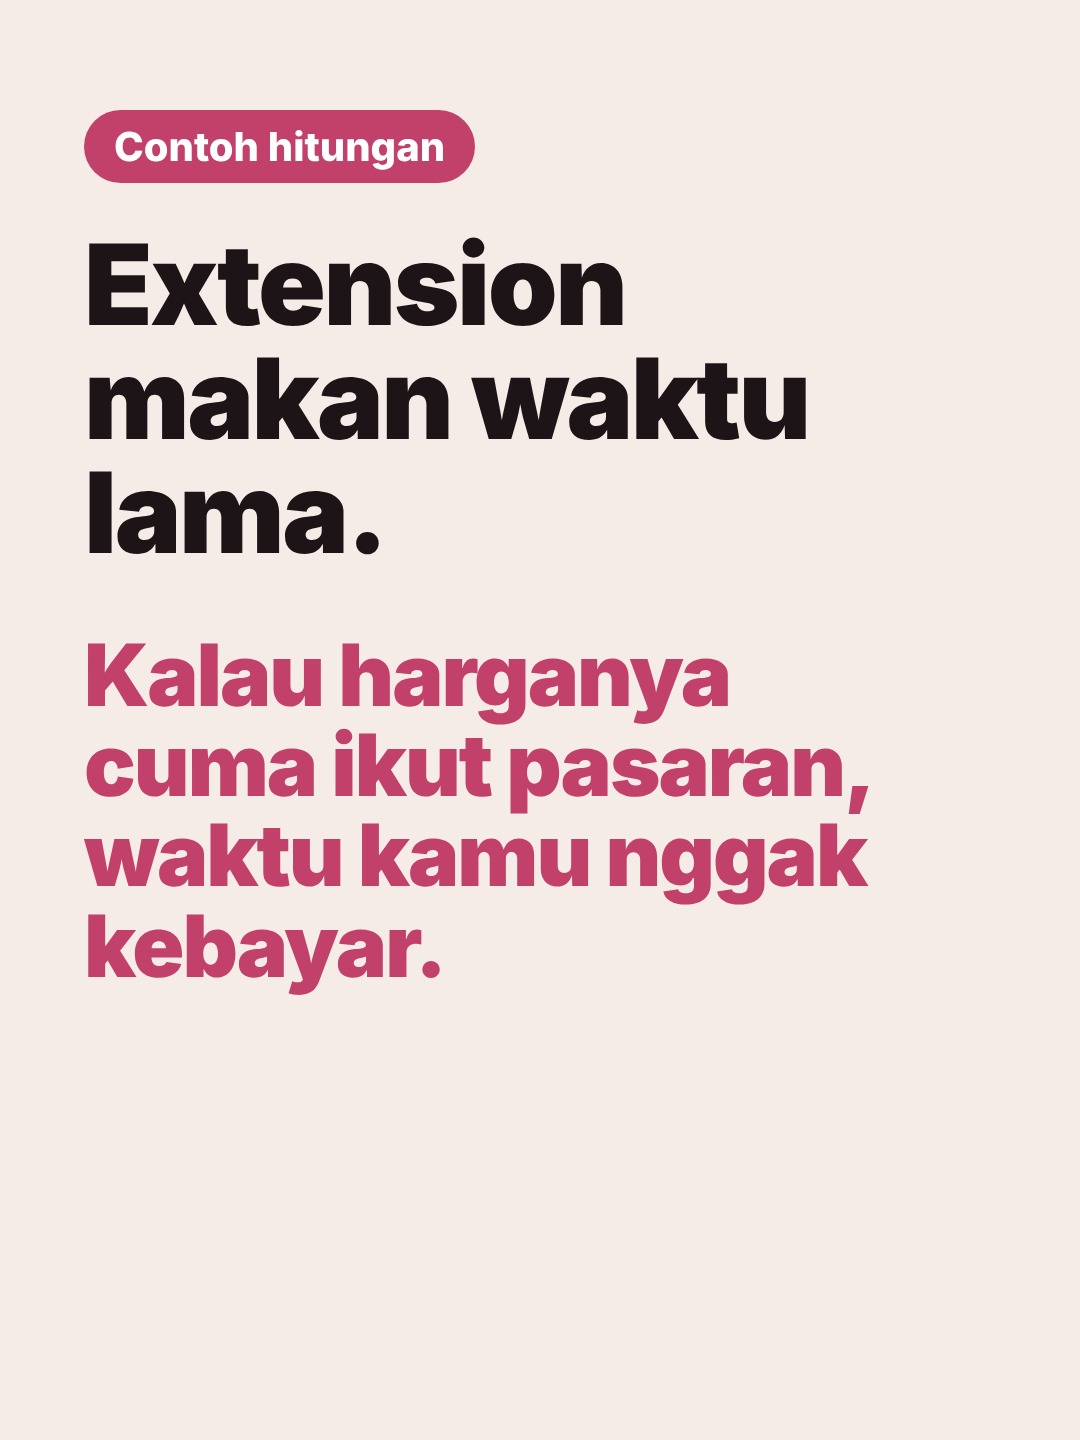 Contoh hitungan
Extension
makan waktu
lama.
Kalau harganya
cuma ikut pasaran,
waktu kamu nggak
kebayar.